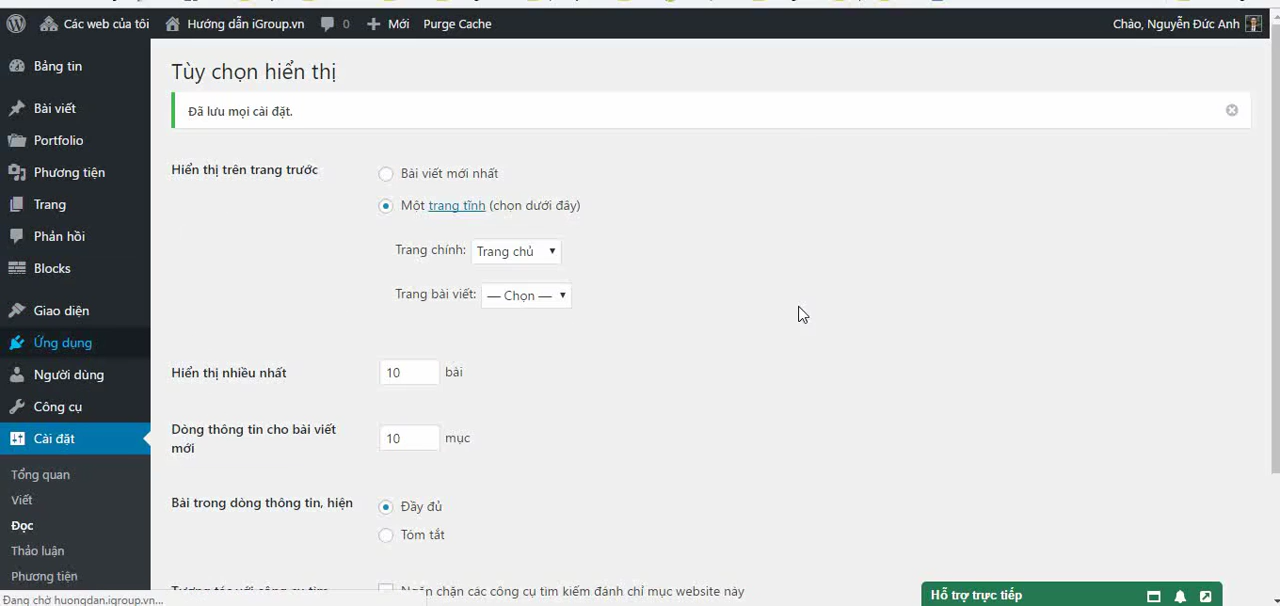 Các web của tôi Hướng dẫn iGroup.vn 0 Mới Purge Cache Chào, Nguyễn Đức Anh
Bảng tin
Bài viết
Portfolio
Phương tiện
Trang
Phản hồi
Blocks
Giao diện
Ứng dụng
Người dùng
Công cụ
Cài đặt
Tổng quan
Viết
Đọc
Thảo luận
Phương tiện
Tùy chọn hiển thị
Đã lưu mọi cài đặt.
Hiển thị trên trang trước
Bài viết mới nhất
Một trang tĩnh (chọn dưới đây)
Trang chính: Trang chủ
Trang bài viết: — Chọn —
Hiển thị nhiều nhất 10 bài
Dòng thông tin cho bài viết
mới
10 mục
Bài trong dòng thông tin, hiện
Đầy đủ
Tóm tắt
Tương tác với công cụ tìm
Ngăn chặn các công cụ tìm kiếm đánh chỉ mục website này
Đang chờ huongdan.igroup.vn...
Hỗ trợ trực tiếp